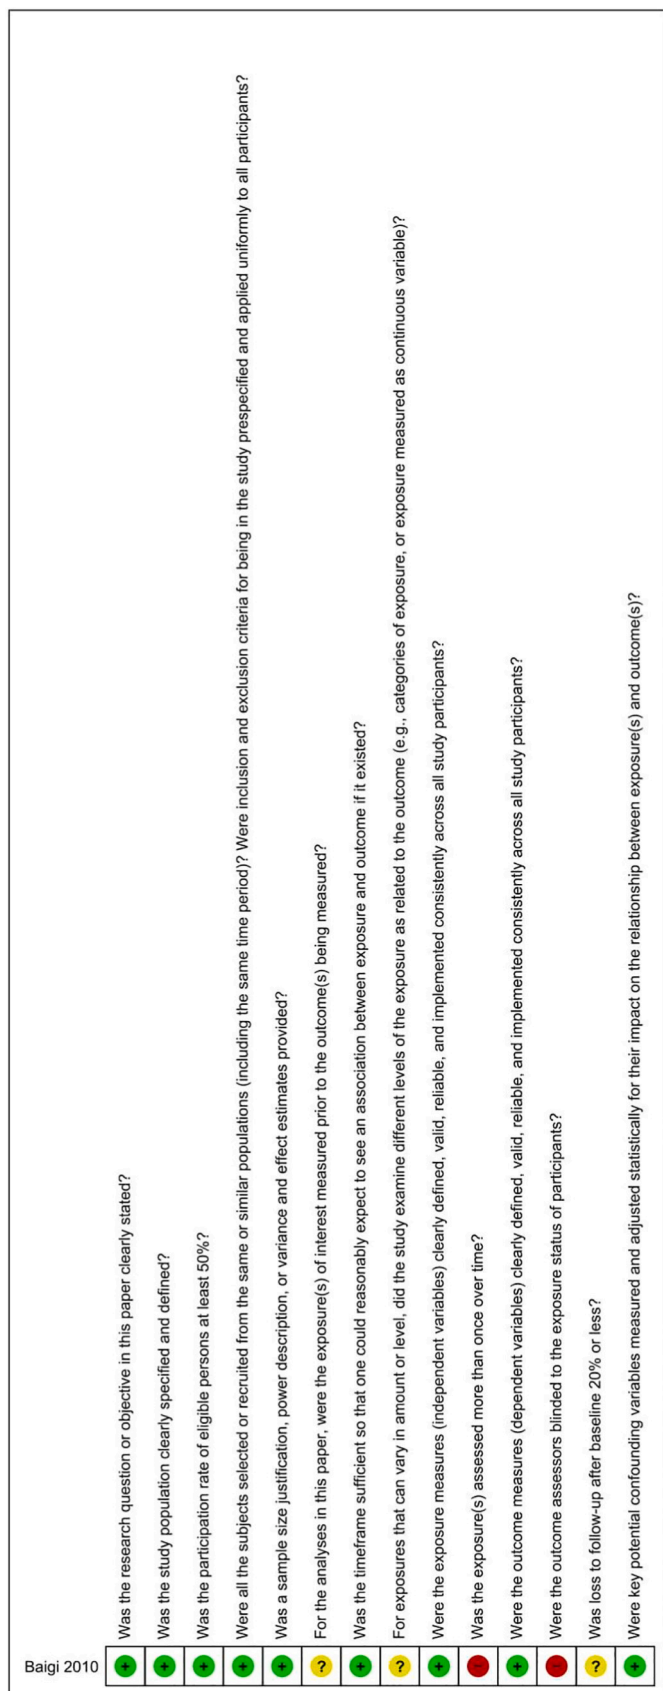 Was the research question or objective in this paper clearly stated?
Was the study population clearly specified and defined?
Was the participation rate of eligible persons at least 50%?
Were all the subjects selected or recruited from the same or similar populations (including the same time period)? Were inclusion and exclusion criteria for being in the study prespecified and applied uniformly to all participants?
Was a sample size justification, power description, or variance and effect estimates provided?
For the analyses in this paper, were the exposure(s) of interest measured prior to the outcome(s) being measured?
Was the timeframe sufficient so that one could reasonably expect to see an association between exposure and outcome if it existed?
For exposures that can vary in amount or level, did the study examine different levels of the exposure as related to the outcome (e.g., categories of exposure, or exposure measured as continuous variable)?
Were the exposure measures (independent variables) clearly defined, valid, reliable, and implemented consistently across all study participants?
Was the exposure(s) assessed more than once over time?
Were the outcome measures (dependent variables) clearly defined, valid, reliable, and implemented consistently across all study participants?
Were the outcome assessors blinded to the exposure status of participants?
Was loss to follow-up after baseline 20% or less?
Were key potential confounding variables measured and adjusted statistically for their impact on the relationship between exposure(s) and outcome(s)?
Baigi 2010 + + + + + ? + ? + - + - ? +